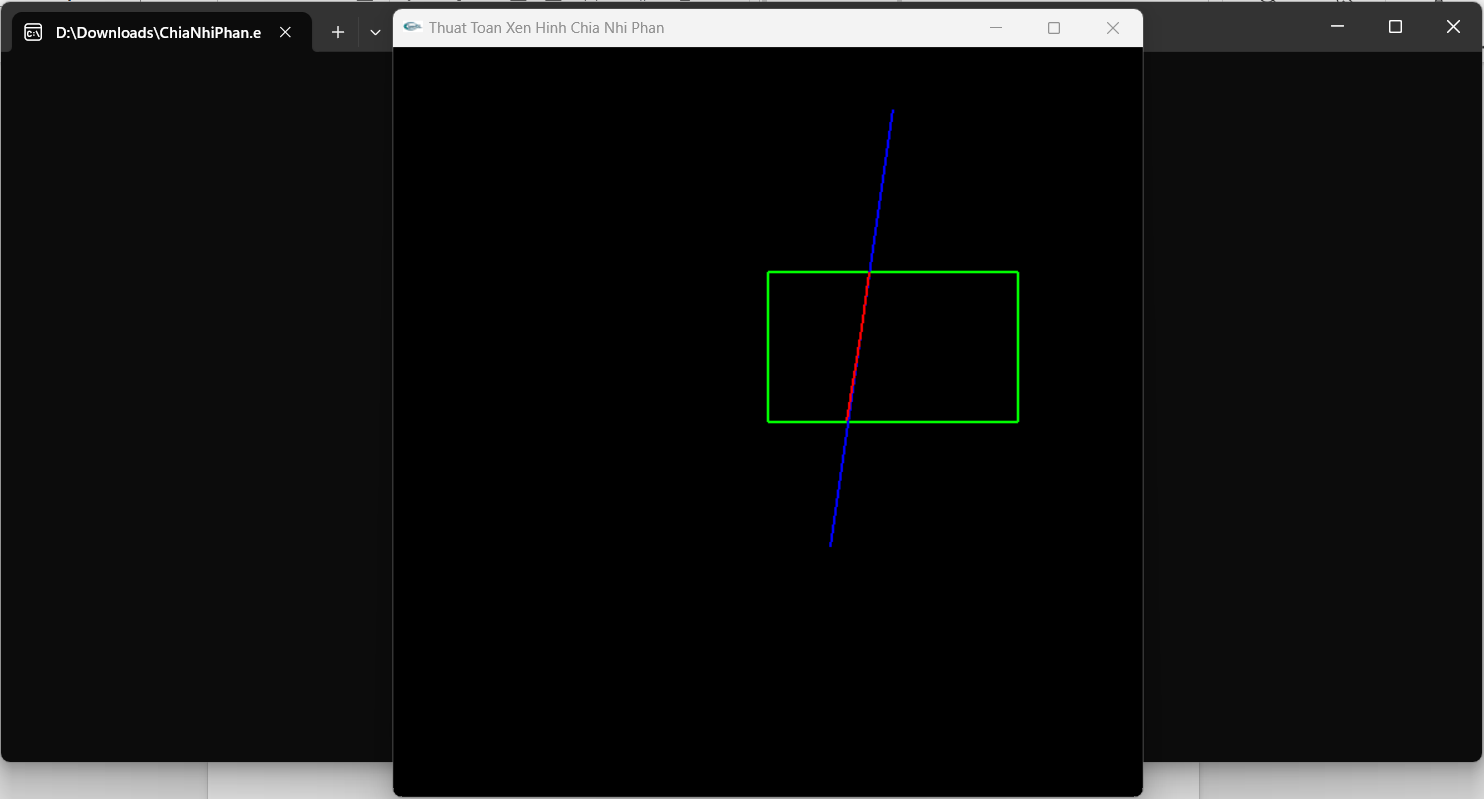 D:\Downloads\ChiaNhiPhan.e
Thuat Toan Xen Hinh Chia Nhi Phan